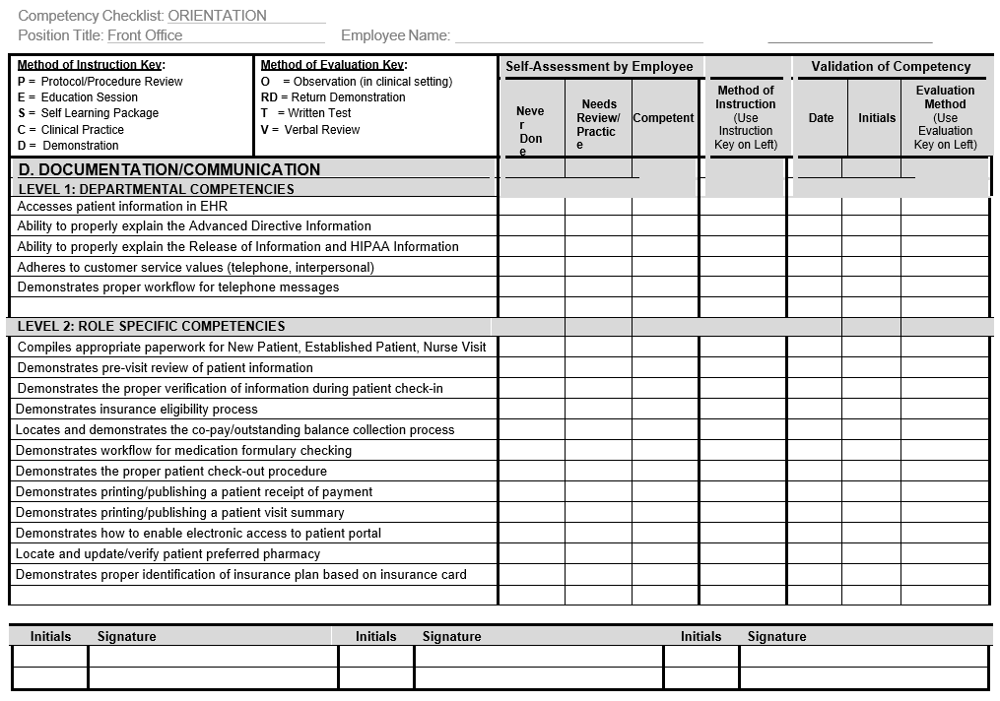 Competency Checklist: ORIENTATION
Position Title: Front Office Employee Name:
Method of Instruction Key:
P = Protocol/Procedure Review
E = Education Session
S = Self Learning Package
C = Clinical Practice
D = Demonstration
Method of Evaluation Key:
O = Observation (in clinical setting)
RD = Return Demonstration
T = Written Test
V = Verbal Review
Self-Assessment by Employee
Validation of Competency
Neve
r
Don
e
Needs
Review/
Practic
e
Competent
Method of
Instruction
(Use
Instruction
Key on Left)
Date
Initials
Evaluation
Method
(Use
Evaluation
Key on Left)
D. DOCUMENTATION/COMMUNICATION
LEVEL 1: DEPARTMENTAL COMPETENCIES
Accesses patient information in EHR
Ability to properly explain the Advanced Directive Information
Ability to properly explain the Release of Information and HIPAA Information
Adheres to customer service values (telephone, interpersonal)
Demonstrates proper workflow for telephone messages
LEVEL 2: ROLE SPECIFIC COMPETENCIES
Compiles appropriate paperwork for New Patient, Established Patient, Nurse Visit
Demonstrates pre-visit review of patient information
Demonstrates the proper verification of information during patient check-in
Demonstrates insurance eligibility process
Locates and demonstrates the co-pay/outstanding balance collection process
Demonstrates workflow for medication formulary checking
Demonstrates the proper patient check-out procedure
Demonstrates printing/publishing a patient receipt of payment
Demonstrates printing/publishing a patient visit summary
Demonstrates how to enable electronic access to patient portal
Locate and update/verify patient preferred pharmacy
Demonstrates proper identification of insurance plan based on insurance card
Initials Signature Initials Signature Initials Signature